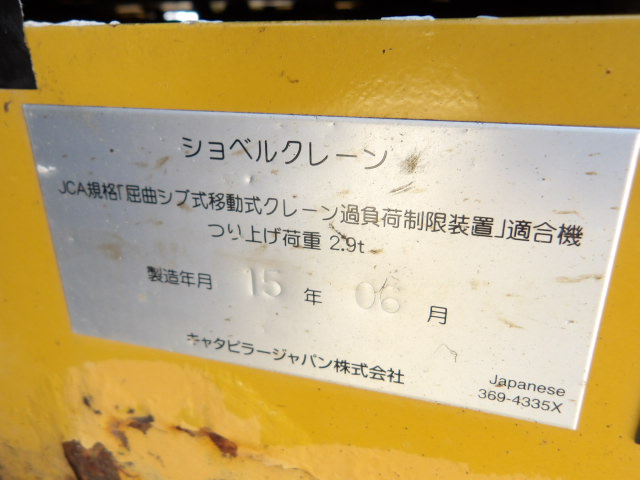 ショベルクレーン
JCA規格「屈曲ジブ式移動式クレーン過負荷制限装置」適合機
つり上げ荷重 2.9t
製造年月 15 年 06 月
キャタピラージャパン株式会社
Japanese
369-4335X